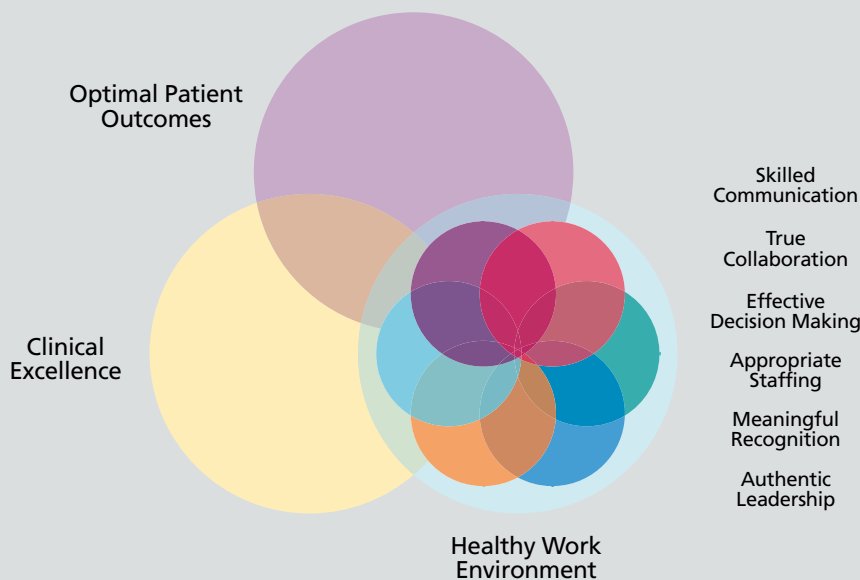 Optimal Patient
Outcomes
Skilled
Communication
True
Collaboration
Effective
Decision Making
Clinical
Excellence
Appropriate
Staffing
Meaningful
Recognition
Authentic
Leadership
Healthy Work
Environment